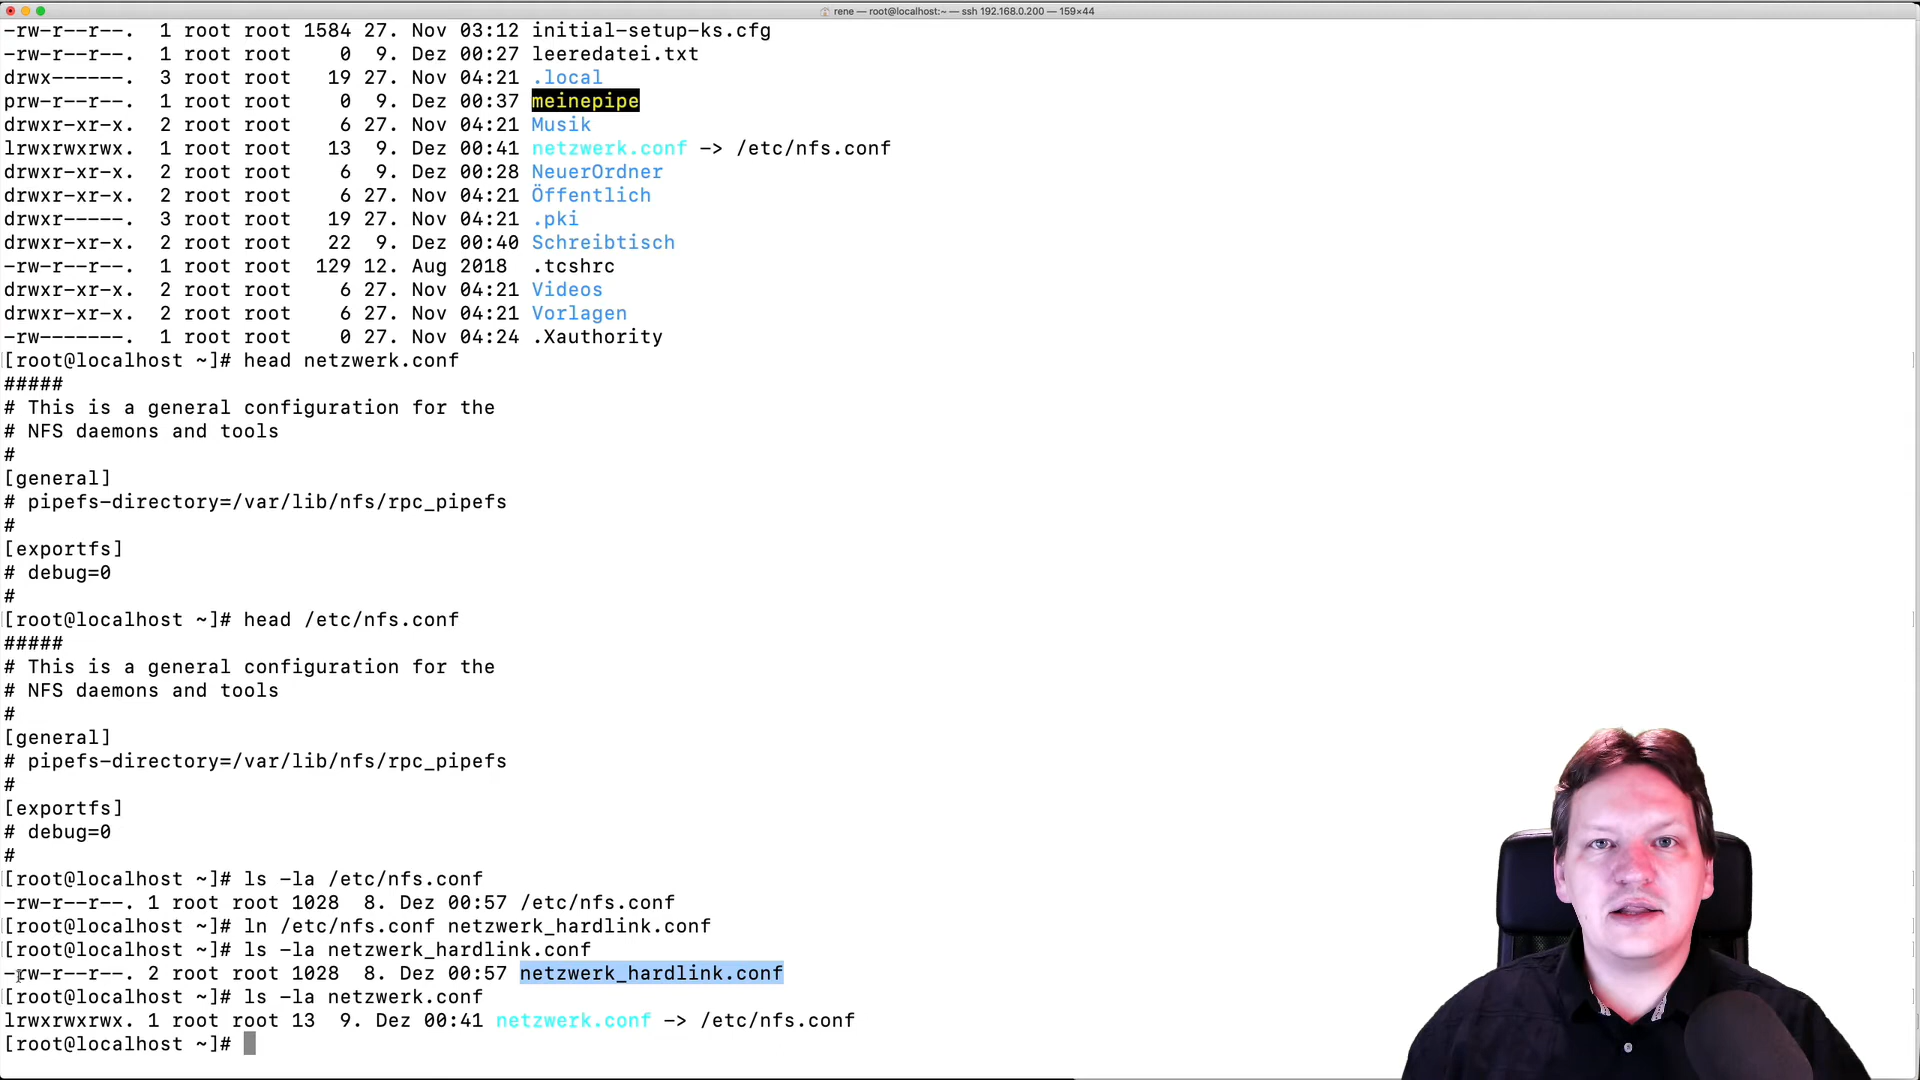 rene — root@localhost:~ — ssh 192.168.0.200 — 159×44
-rw-r--r--.  1 root root 1584 27. Nov 03:12 initial-setup-ks.cfg
-rw-r--r--.  1 root root    0  9. Dez 00:27 leeredatei.txt
drwx------.  3 root root   19 27. Nov 04:21 .local
prw-r--r--.  1 root root    0  9. Dez 00:37 meinepipe
drwxr-xr-x.  2 root root    6 27. Nov 04:21 Musik
lrwxrwxrwx.  1 root root   13  9. Dez 00:41 netzwerk.conf -> /etc/nfs.conf
drwxr-xr-x.  2 root root    6  9. Dez 00:28 NeuerOrdner
drwxr-xr-x.  2 root root    6 27. Nov 04:21 Öffentlich
drwxr-----.  3 root root   19 27. Nov 04:21 .pki
drwxr-xr-x.  2 root root   22  9. Dez 00:40 Schreibtisch
-rw-r--r--.  1 root root  129 12. Aug 2018  .tcshrc
drwxr-xr-x.  2 root root    6 27. Nov 04:21 Videos
drwxr-xr-x.  2 root root    6 27. Nov 04:21 Vorlagen
-rw-------.  1 root root    0 27. Nov 04:24 .Xauthority
[root@localhost ~]# head netzwerk.conf
#####
# This is a general configuration for the
# NFS daemons and tools
#
[general]
# pipefs-directory=/var/lib/nfs/rpc_pipefs
#
[exportfs]
# debug=0
#
[root@localhost ~]# head /etc/nfs.conf
#####
# This is a general configuration for the
# NFS daemons and tools
#
[general]
# pipefs-directory=/var/lib/nfs/rpc_pipefs
#
[exportfs]
# debug=0
#
[root@localhost ~]# ls -la /etc/nfs.conf
-rw-r--r--. 1 root root 1028  8. Dez 00:57 /etc/nfs.conf
[root@localhost ~]# ln /etc/nfs.conf netzwerk_hardlink.conf
[root@localhost ~]# ls -la netzwerk_hardlink.conf
-rw-r--r--. 2 root root 1028  8. Dez 00:57 netzwerk_hardlink.conf
[root@localhost ~]# ls -la netzwerk.conf
lrwxrwxrwx. 1 root root 13  9. Dez 00:41 netzwerk.conf -> /etc/nfs.conf
[root@localhost ~]#